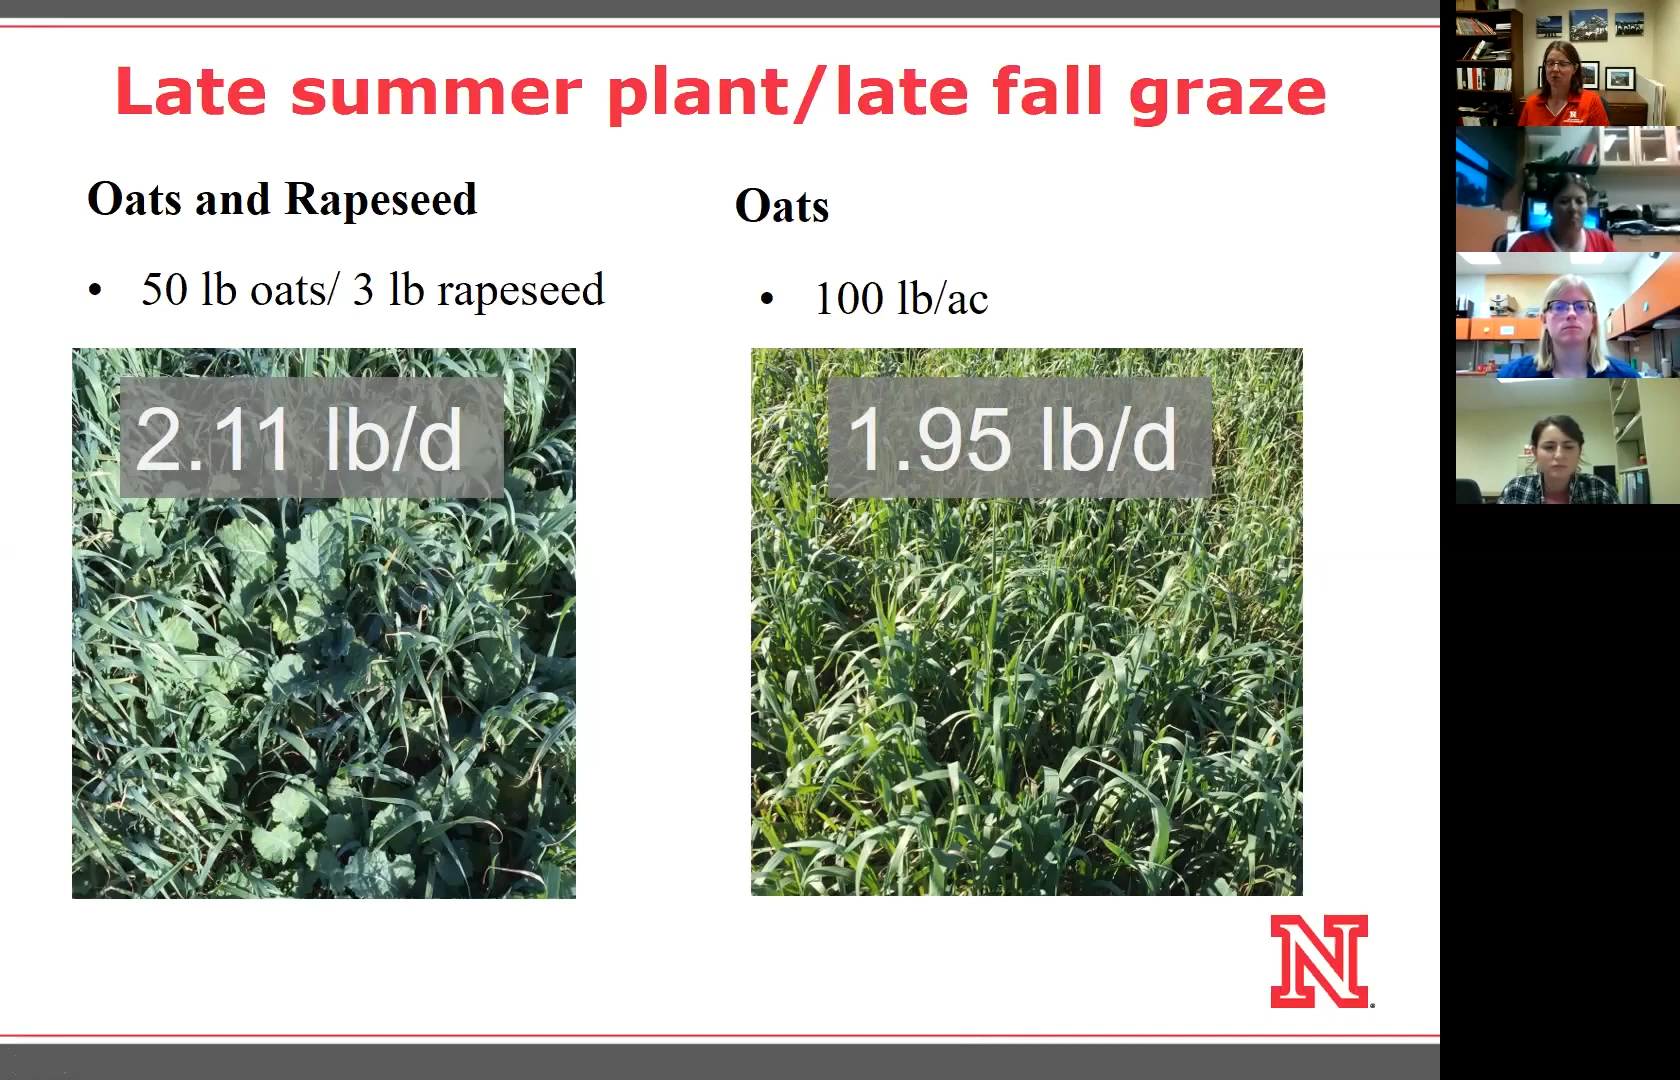 Late summer plant/late fall graze
Oats and Rapeseed
• 50 lb oats/ 3 lb rapeseed
2.11 lb/d
Oats
• 100 lb/ac
1.95 lb/d
N